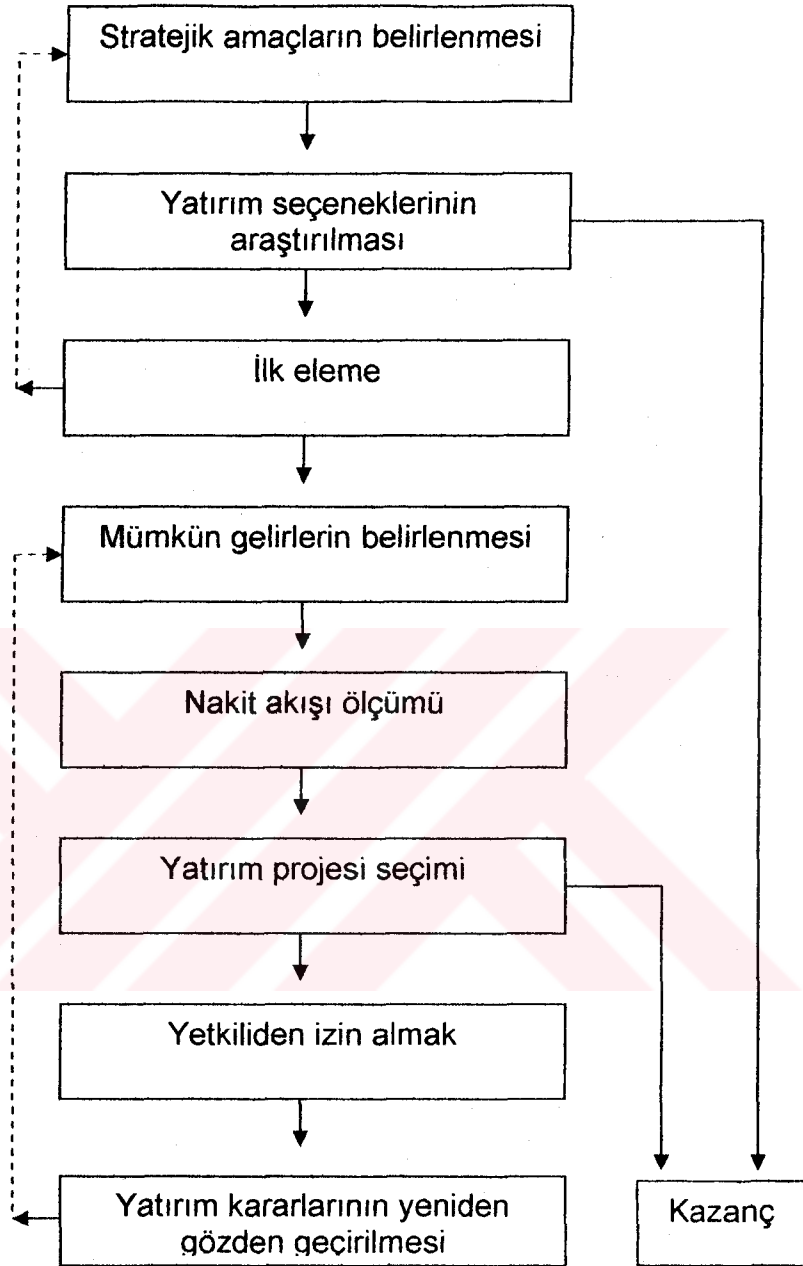 Stratejik amaçların belirlenmesi
Yatırım seçeneklerinin
araştırılması
İlk eleme
Mümkün gelirlerin belirlenmesi
Nakit akışı ölçümü
Yatırım projesi seçimi
Yetkiliden izin almak
Yatırım kararlarının yeniden
gözden geçirilmesi
Kazanç